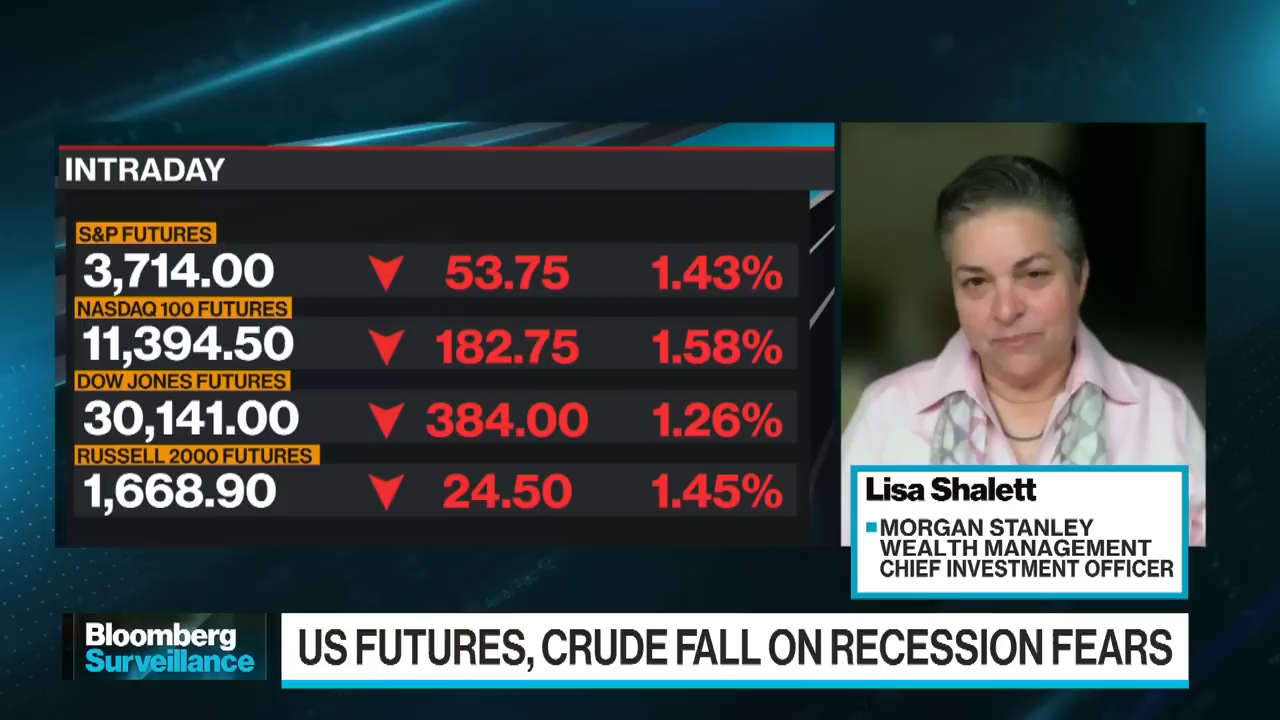 INTRADAY
S&P FUTURES
3,714.00 53.75 1.43%
NASDAQ 100 FUTURES
11,394.50 182.75 1.58%
DOW JONES FUTURES
30,141.00 384.00 1.26%
RUSSELL 2000 FUTURES
1,668.90 24.50 1.45%
Lisa Shalett
MORGAN STANLEY
WEALTH MANAGEMENT
CHIEF INVESTMENT OFFICER
Bloomberg
Surveillance
US FUTURES, CRUDE FALL ON RECESSION FEARS